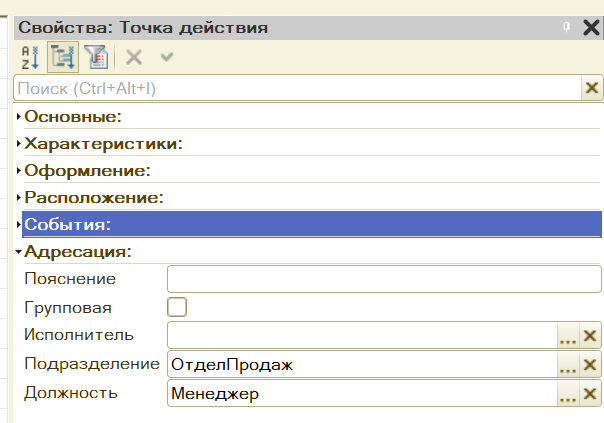 Свойства: Точка действия
Поиск (Ctrl+Alt+I)
Основные:
Характеристики:
Оформление:
Расположение:
События:
Адресация:
Пояснение
Групповая
Исполнитель ...
Подразделение ОтделПродаж ...
Должность Менеджер ...